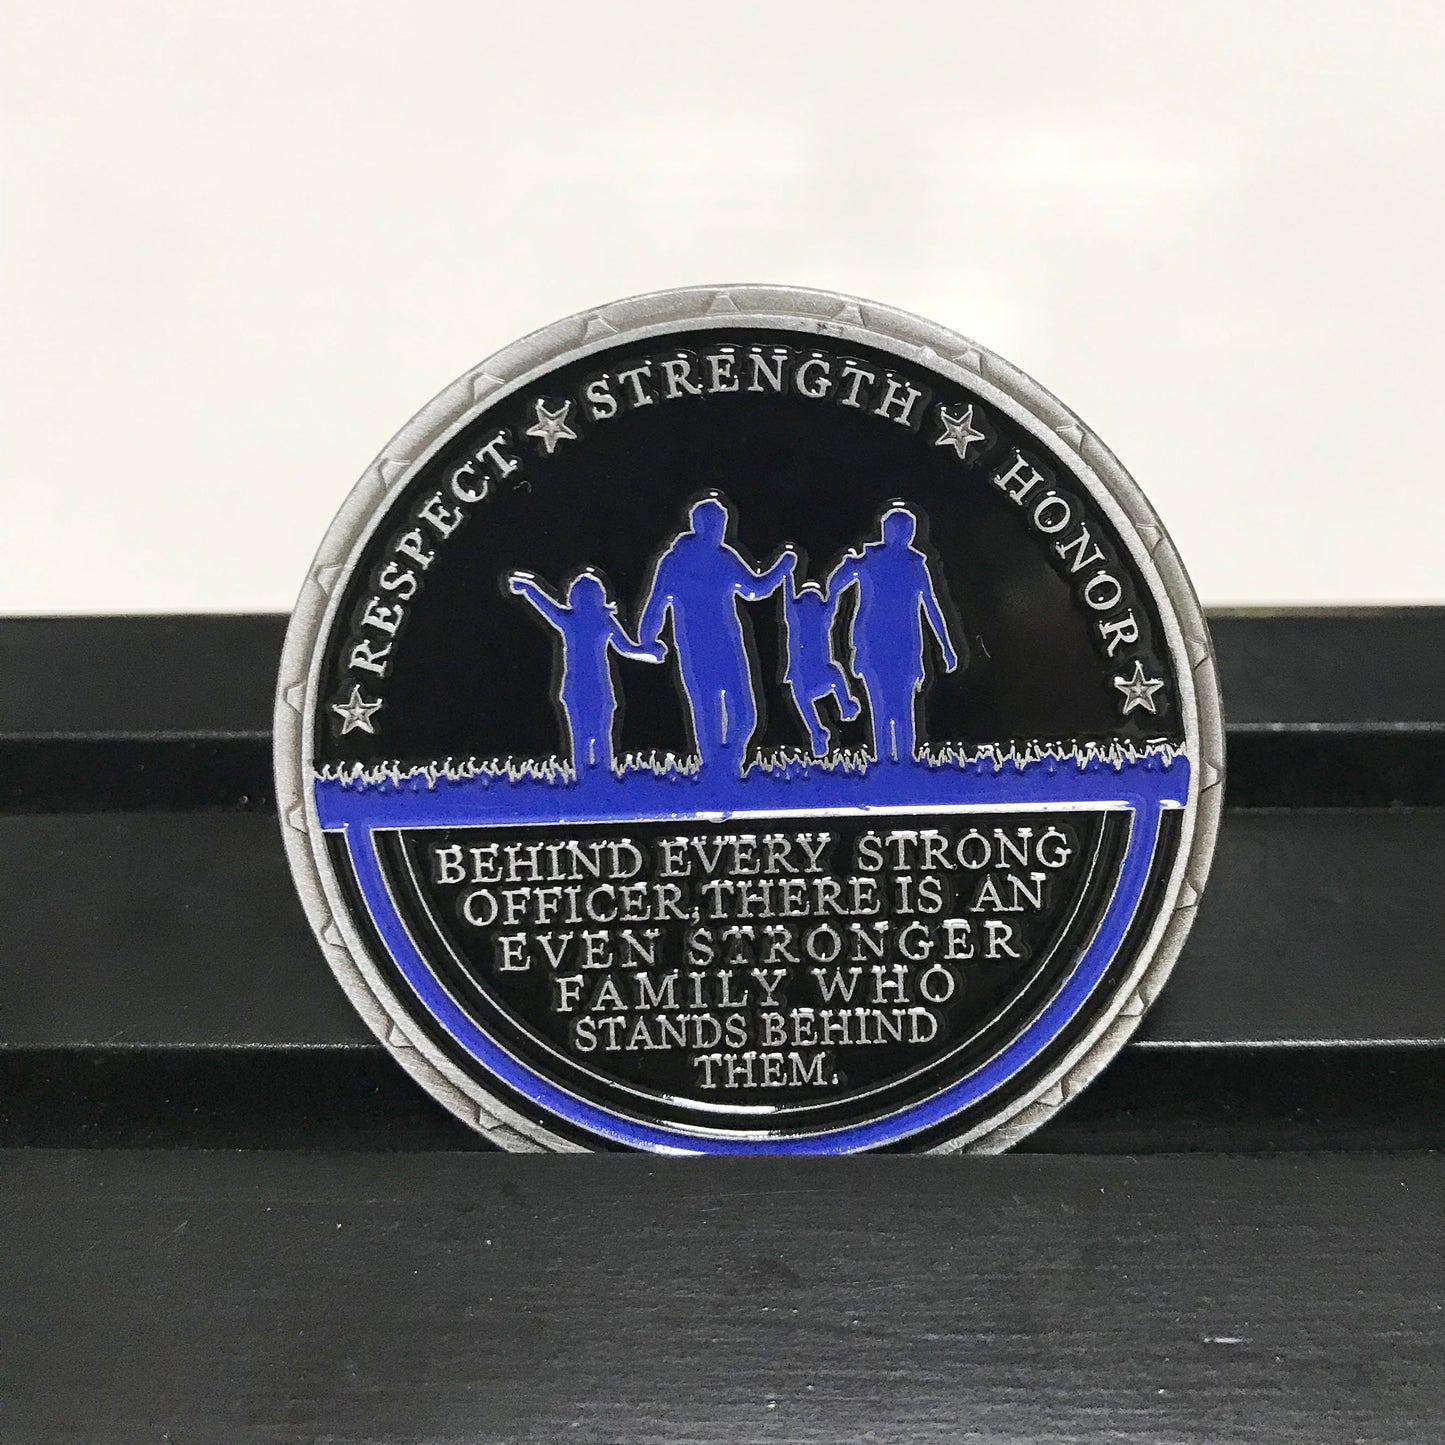 RESPECT STRENGTH HONOR
BEHIND EVERY STRONG
OFFICER, THERE IS AN
EVEN STRONGER
FAMILY WHO
STANDS BEHIND
THEM.